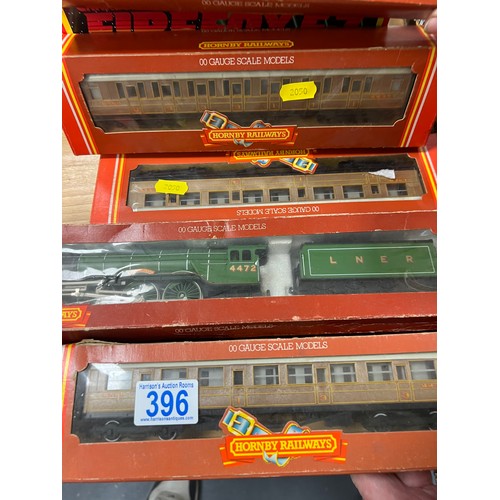 HORNBY RAILWAYS
00 GAUGE SCALE MODELS
2050
HORNBY RAILWAYS
HORNBY RAILWAYS
00 GAUGE SCALE MODELS
00 GAUGE SCALE MODELS
4472
L N E R
WAYS
00 GAUGE SCALE MODELS
Harrison's Auction Rooms
396
HORNBY RAILWAYS